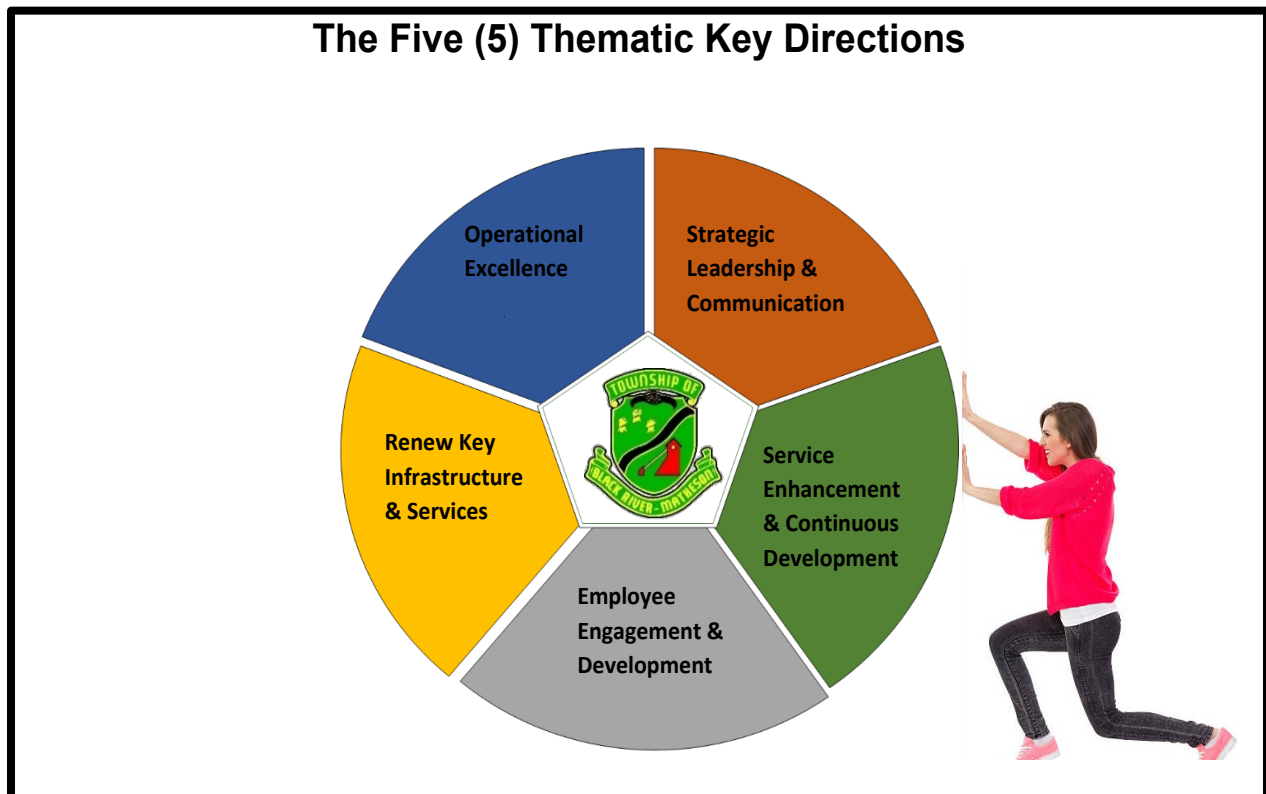 The Five (5) Thematic Key Directions
Operational
Excellence
Strategic
Leadership &
Communication
Renew Key
Infrastructure
& Services
TOWNSHIP OF
BLACK RIVER-MATHESON
Service
Enhancement
& Continuous
Development
Employee
Engagement &
Development